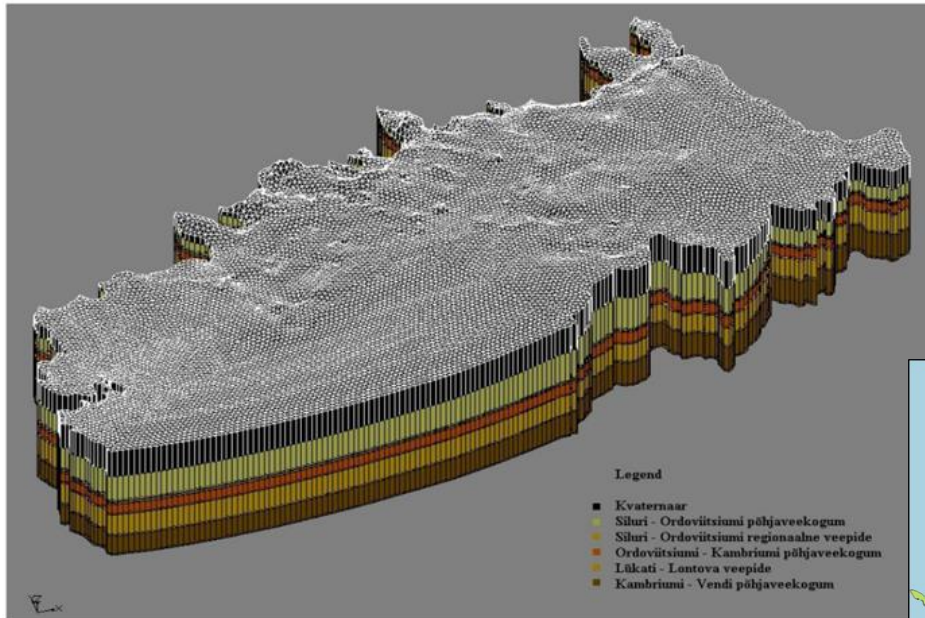 Legend
Kvaternaar
Siluri - Ordoviitsiumi põhjaveekogum
Siluri - Ordoviitsiumi regionaalne veepide
Ordoviitsiumi - Kambriumi põhjaveekogum
Lükati - Lontova veepide
Kambriumi - Vendi põhjaveekogum